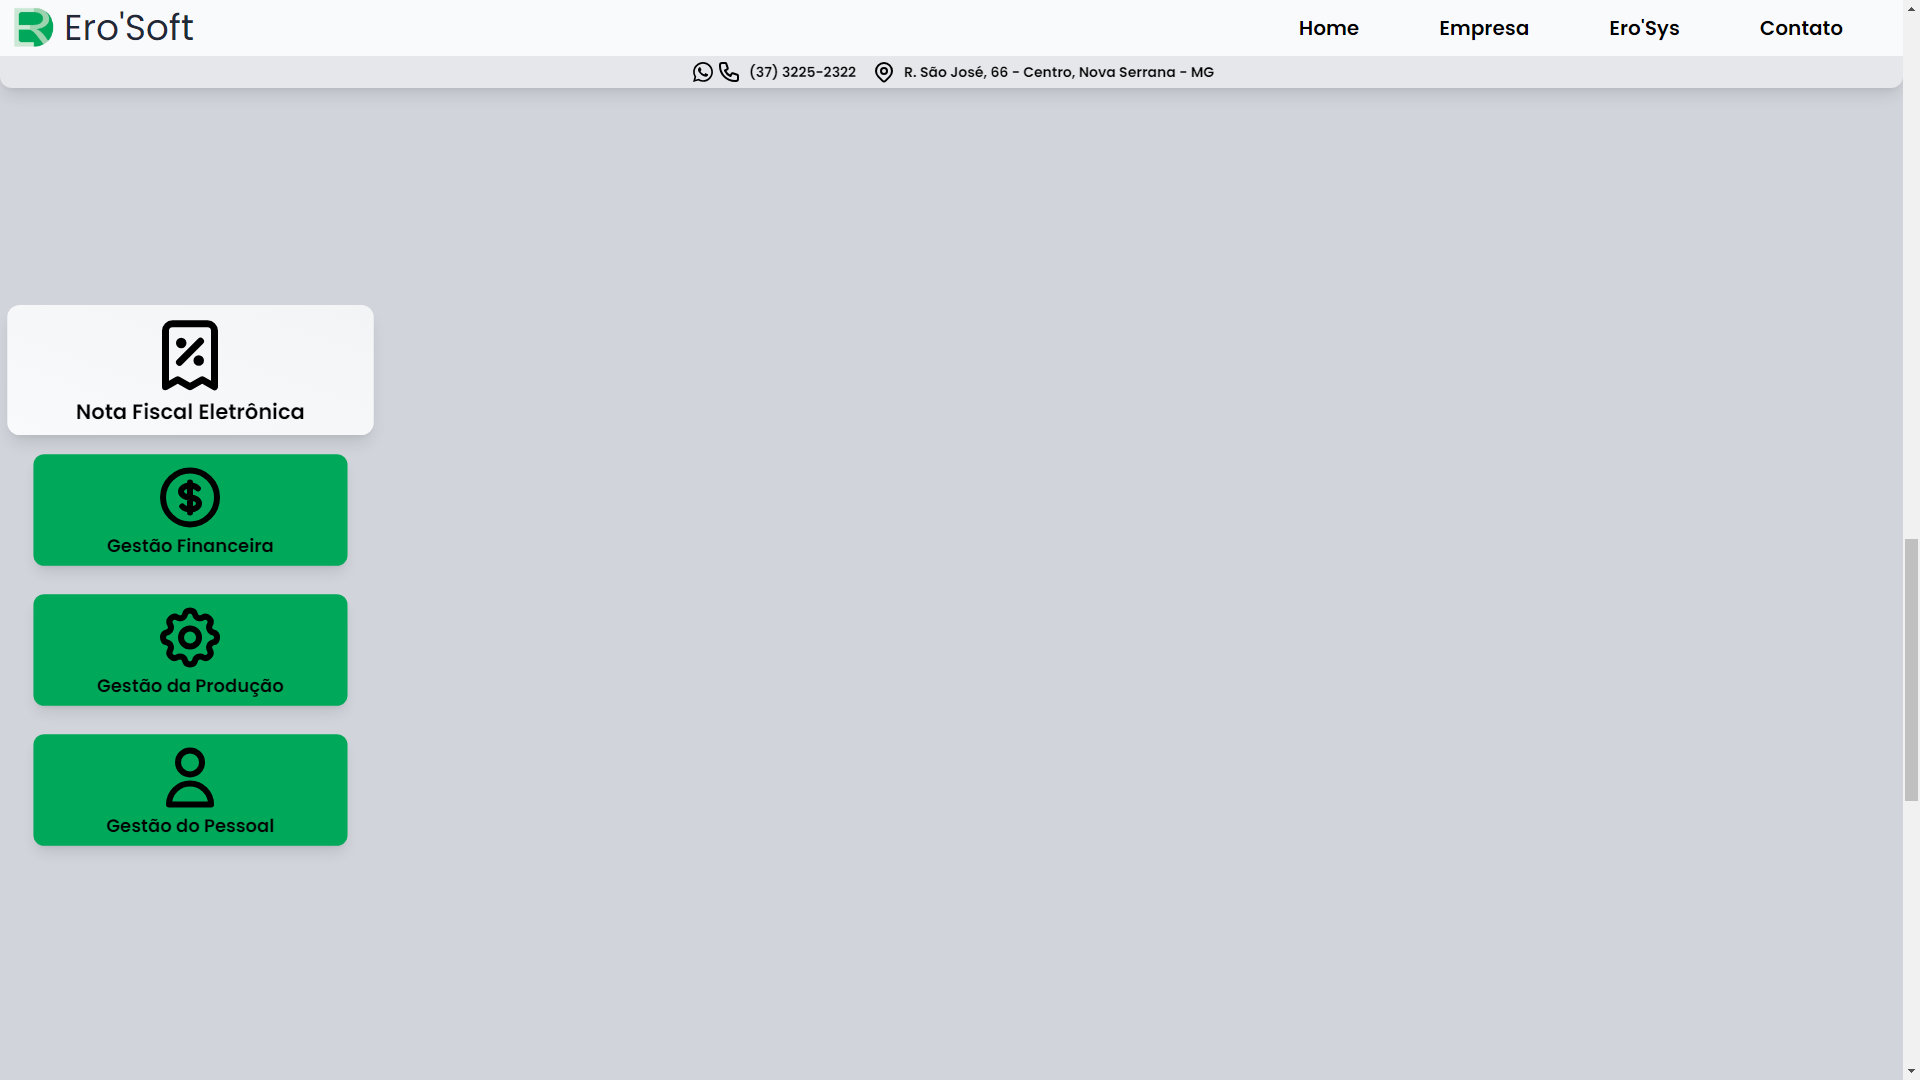 Ero'Soft
Home
Empresa
Ero'Sys
Contato
(37) 3225-2322
R. São José, 66 - Centro, Nova Serrana - MG
Nota Fiscal Eletrônica
Gestão Financeira
Gestão da Produção
Gestão do Pessoal